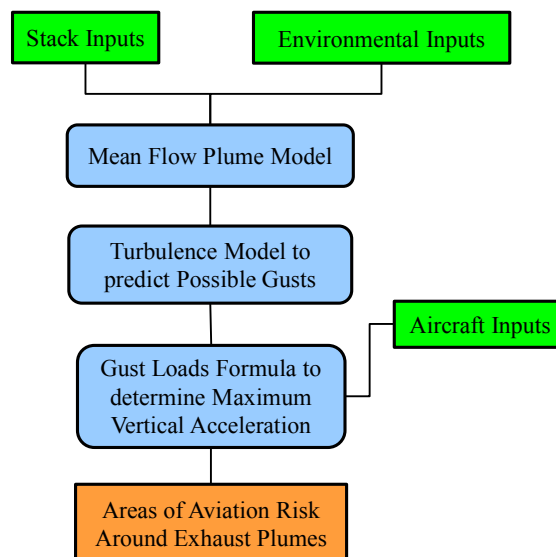 Stack Inputs
Environmental Inputs
Mean Flow Plume Model
Turbulence Model to
predict Possible Gusts
Aircraft Inputs
Gust Loads Formula to
determine Maximum
Vertical Acceleration
Areas of Aviation Risk
Around Exhaust Plumes